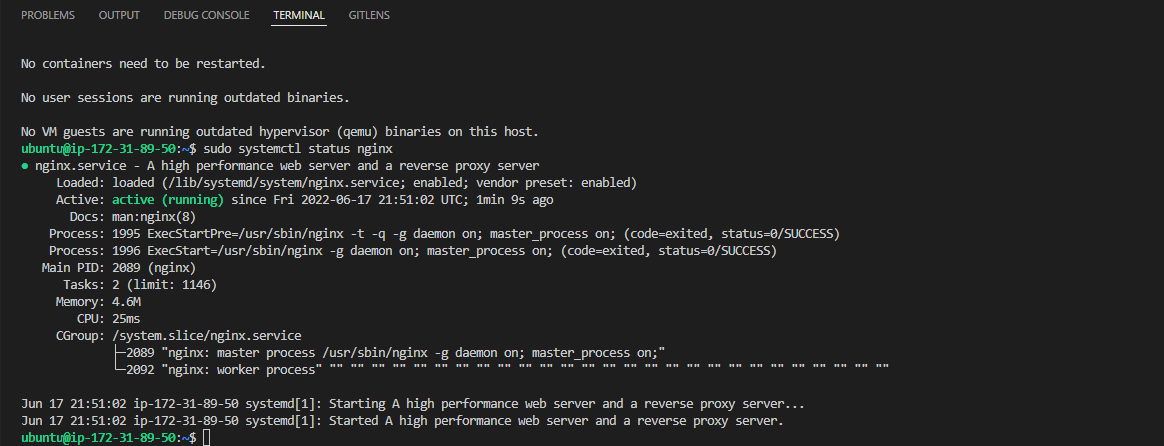 PROBLEMS OUTPUT DEBUG CONSOLE TERMINAL GITLENS
No containers need to be restarted.
No user sessions are running outdated binaries.
No VM guests are running outdated hypervisor (qemu) binaries on this host.
ubuntu@ip-172-31-89-50:~$ sudo systemctl status nginx
● nginx.service - A high performance web server and a reverse proxy server
Loaded: loaded (/lib/systemd/system/nginx.service; enabled; vendor preset: enabled)
Active: active (running) since Fri 2022-06-17 21:51:02 UTC; 1min 9s ago
Docs: man:nginx(8)
Process: 1995 ExecStartPre=/usr/sbin/nginx -t -q -g daemon on; master_process on; (code=exited, status=0/SUCCESS)
Process: 1996 ExecStart=/usr/sbin/nginx -g daemon on; master_process on; (code=exited, status=0/SUCCESS)
Main PID: 2089 (nginx)
Tasks: 2 (limit: 1146)
Memory: 4.6M
CPU: 25ms
CGroup: /system.slice/nginx.service
├─2089 "nginx: master process /usr/sbin/nginx -g daemon on; master_process on;"
└─2092 "nginx: worker process" "" "" "" "" "" "" "" "" "" "" "" "" "" "" "" "" "" "" "" "" "" "" "" "" "" "" ""
Jun 17 21:51:02 ip-172-31-89-50 systemd[1]: Starting A high performance web server and a reverse proxy server...
Jun 17 21:51:02 ip-172-31-89-50 systemd[1]: Started A high performance web server and a reverse proxy server.
ubuntu@ip-172-31-89-50:~$